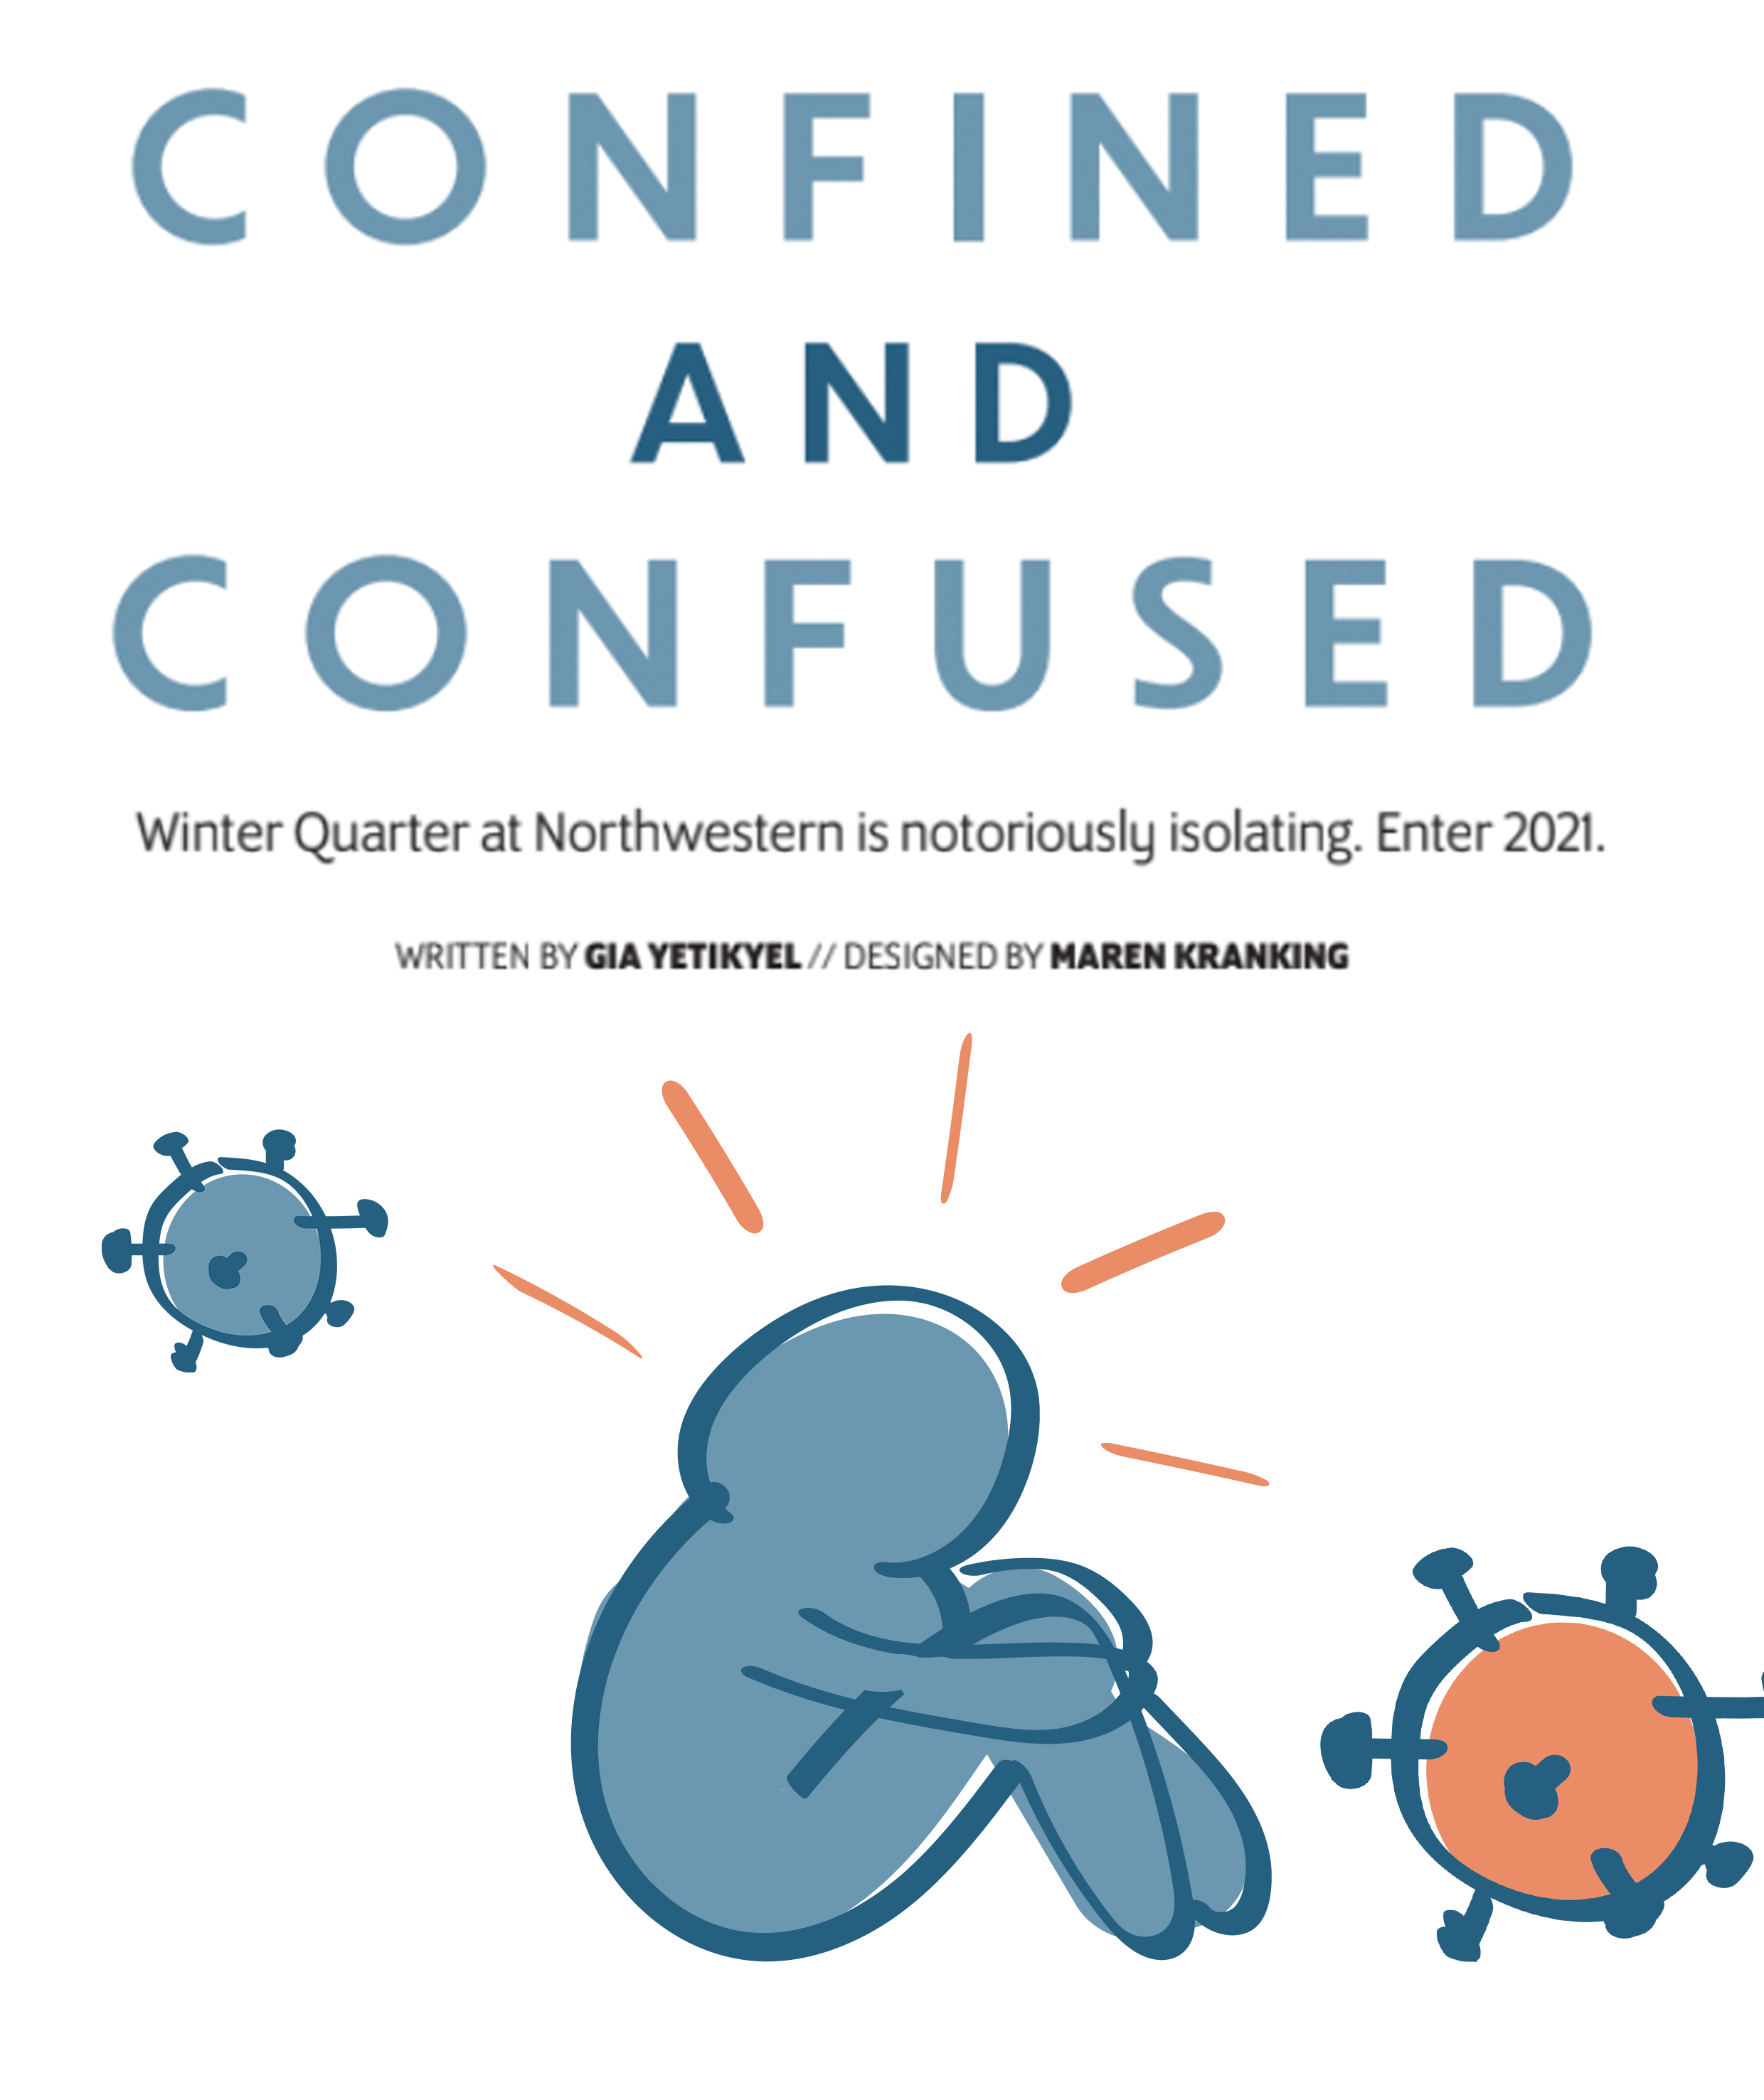 CONFINED
AND
CONFUSED
Winter Quarter at Northwestern is notoriously isolating. Enter 2021.
WRITTEN BY GIA YETIKYEL // DESIGNED BY MAREN KRANKING